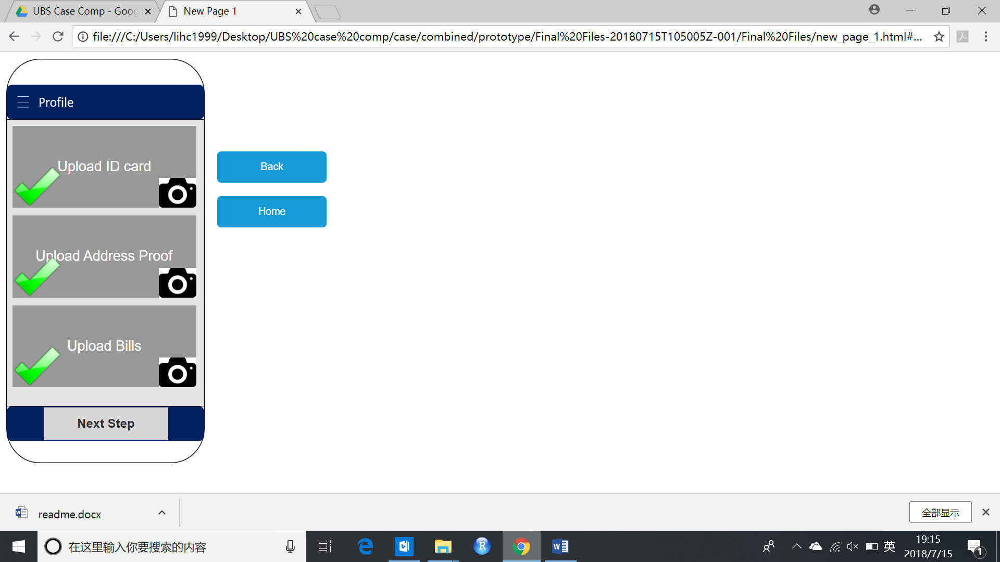 UBS Case Comp - Goog
New Page 1
file:///C:/Users/lihc1999/Desktop/UBS%20case%20comp/case/combined/prototype/Final%20Files-20180715T105005Z-001/Final%20Files/new_page_1.html#...
Profile
Upload ID card
Back
Home
Upload Address Proof
Upload Bills
Next Step
readme.docx
全部显示
在这里输入你要搜索的内容
英
19:15
2018/7/15
1